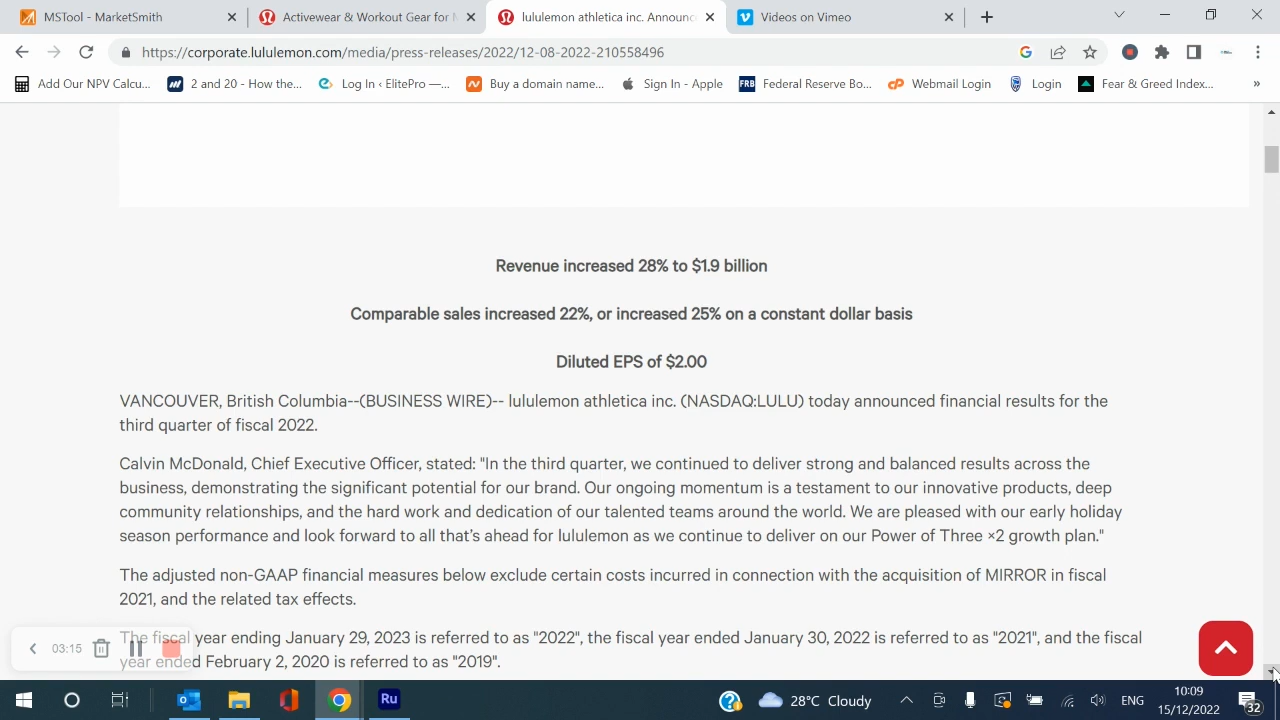 MSTool - MarketSmith
Activewear & Workout Gear for M
lululemon athletica inc. Announc
Videos on Vimeo
https://corporate.lululemon.com/media/press-releases/2022/12-08-2022-210558496
Add Our NPV Calcu...
2 and 20 - How the...
Log In ‹ ElitePro —...
Buy a domain name...
Sign In - Apple
FRB
Federal Reserve Bo...
cP
Webmail Login
Login
Fear & Greed Index...
»
Revenue increased 28% to $1.9 billion
Comparable sales increased 22%, or increased 25% on a constant dollar basis
Diluted EPS of $2.00
VANCOUVER, British Columbia--(BUSINESS WIRE)-- lululemon athletica inc. (NASDAQ:LULU) today announced financial results for the
third quarter of fiscal 2022.
Calvin McDonald, Chief Executive Officer, stated: "In the third quarter, we continued to deliver strong and balanced results across the
business, demonstrating the significant potential for our brand. Our ongoing momentum is a testament to our innovative products, deep
community relationships, and the hard work and dedication of our talented teams around the world. We are pleased with our early holiday
season performance and look forward to all that's ahead for lululemon as we continue to deliver on our Power of Three ×2 growth plan."
The adjusted non-GAAP financial measures below exclude certain costs incurred in connection with the acquisition of MIRROR in fiscal
2021, and the related tax effects.
The fiscal year ending January 29, 2023 is referred to as "2022", the fiscal year ended January 30, 2022 is referred to as "2021", and the fiscal
year ended February 2, 2020 is referred to as "2019".
03:15
Ru
28°C Cloudy
ENG
10:09
15/12/2022
32